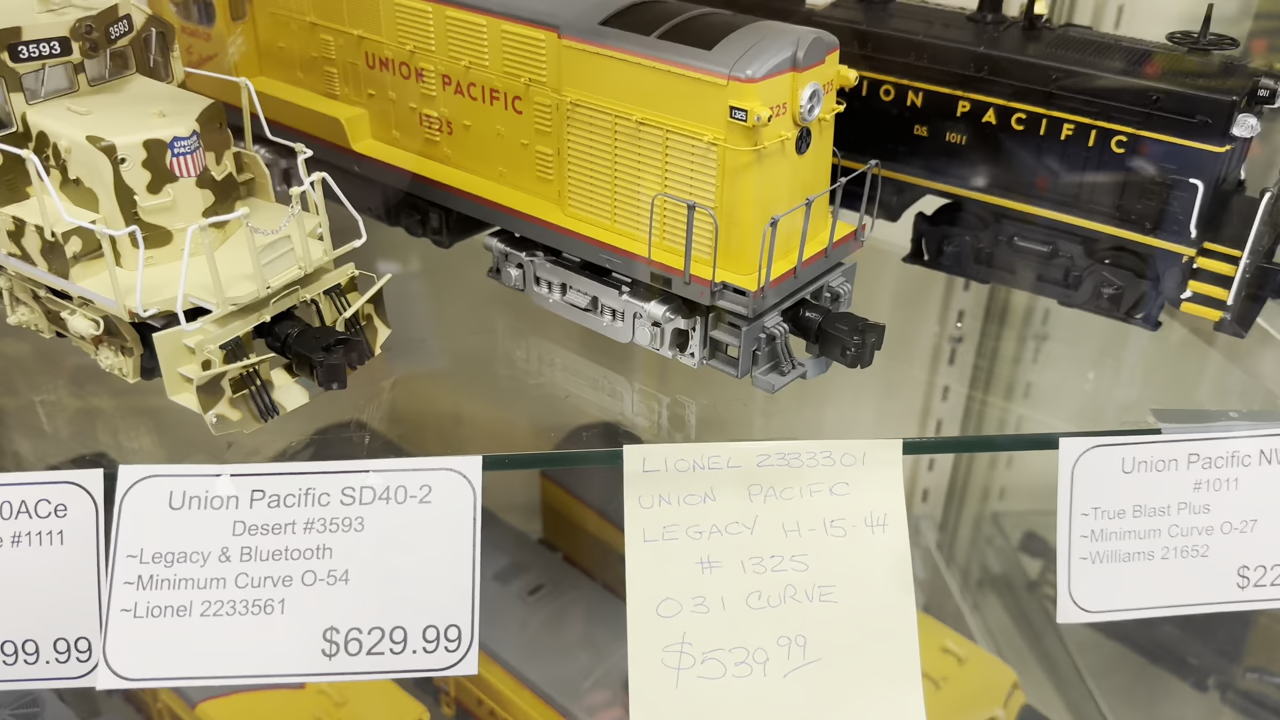 3593
3593
UNION
PACIFIC
UNION PACIFIC
1325
1325
325
325
ION PACIFIC
D.S. 1011
1011
0ACe
e #1111
99.99
Union Pacific SD40-2
Desert #3593
~Legacy & Bluetooth
~Minimum Curve O-54
~Lionel 2233561
$629.99
LIONEL 2333301
UNION PACIFIC
LEGACY H-15-44
# 1325
031 CURVE
$539.99
Union Pacific NW
#1011
~True Blast Plus
~Minimum Curve O-27
~Williams 21652
$22